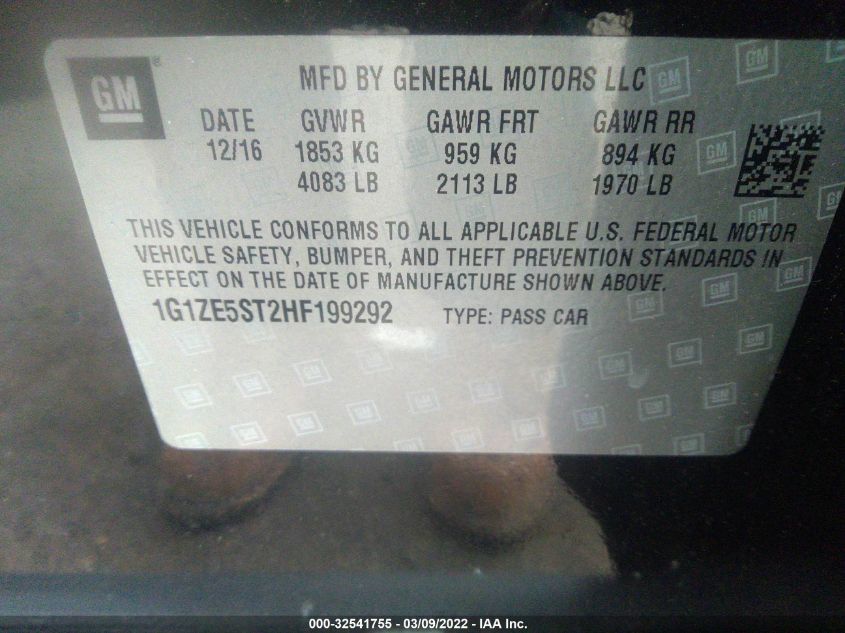 GM
MFD BY GENERAL MOTORS LLC
DATE GVWR GAWR FRT GAWR RR
12/16 1853 KG 959 KG 894 KG
4083 LB 2113 LB 1970 LB
THIS VEHICLE CONFORMS TO ALL APPLICABLE U.S. FEDERAL MOTOR
VEHICLE SAFETY, BUMPER, AND THEFT PREVENTION STANDARDS IN
EFFECT ON THE DATE OF MANUFACTURE SHOWN ABOVE.
1G1ZE5ST2HF199292 TYPE: PASS CAR
000-32541755 - 03/09/2022 - IAA Inc.